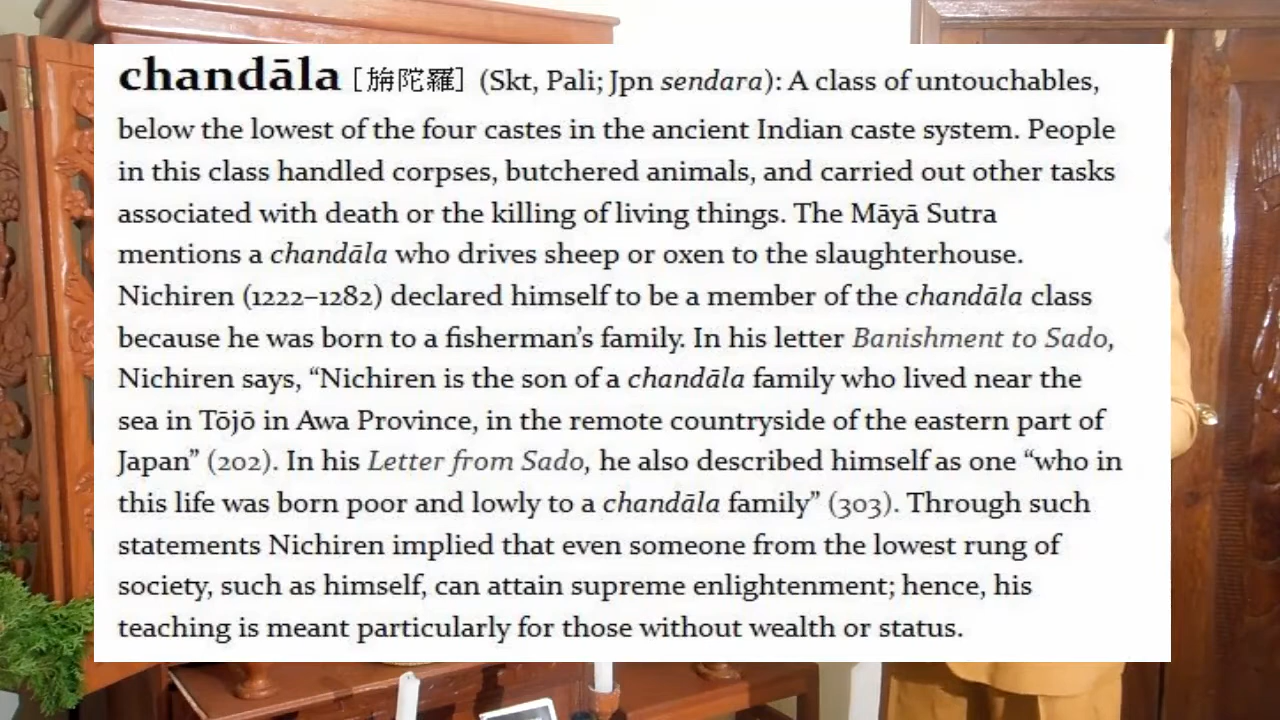 chandāla [旃陀羅] (Skt, Pali; Jpn sendara): A class of untouchables,
below the lowest of the four castes in the ancient Indian caste system. People
in this class handled corpses, butchered animals, and carried out other tasks
associated with death or the killing of living things. The Māyā Sutra
mentions a chandāla who drives sheep or oxen to the slaughterhouse.
Nichiren (1222–1282) declared himself to be a member of the chandāla class
because he was born to a fisherman’s family. In his letter Banishment to Sado,
Nichiren says, “Nichiren is the son of a chandāla family who lived near the
sea in Tōjō in Awa Province, in the remote countryside of the eastern part of
Japan” (202). In his Letter from Sado, he also described himself as one “who in
this life was born poor and lowly to a chandāla family” (303). Through such
statements Nichiren implied that even someone from the lowest rung of
society, such as himself, can attain supreme enlightenment; hence, his
teaching is meant particularly for those without wealth or status.